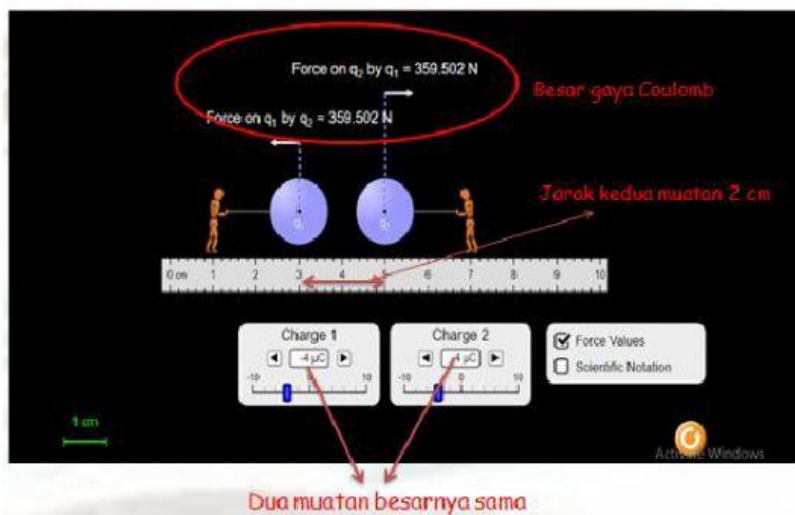 Force on q2 by q1 = 359.502 N
Besar gaya Coulomb
Force on q1 by q2 = 359.502 N
Jarak kedua muatan 2 cm
q1
q2
0 cm 1 2 3 4 5 6 7 8 9 10
Charge 1
-4 μC
-10 0 10
Charge 2
-4 μC
-10 0 10
Force Values
Scientific Notation
1 cm
Activate Windows
Dua muatan besarnya sama